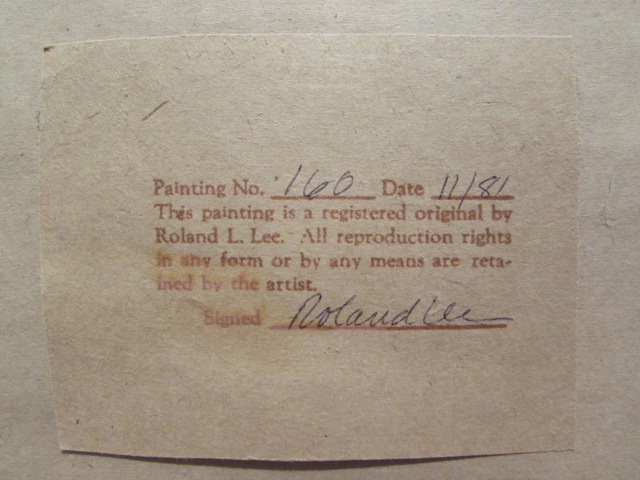 Painting No. 160 Date 11/81
This painting is a registered original by
Roland L. Lee. All reproduction rights
in any form or by any means are reta-
ined by the artist.
Signed Roland Lee